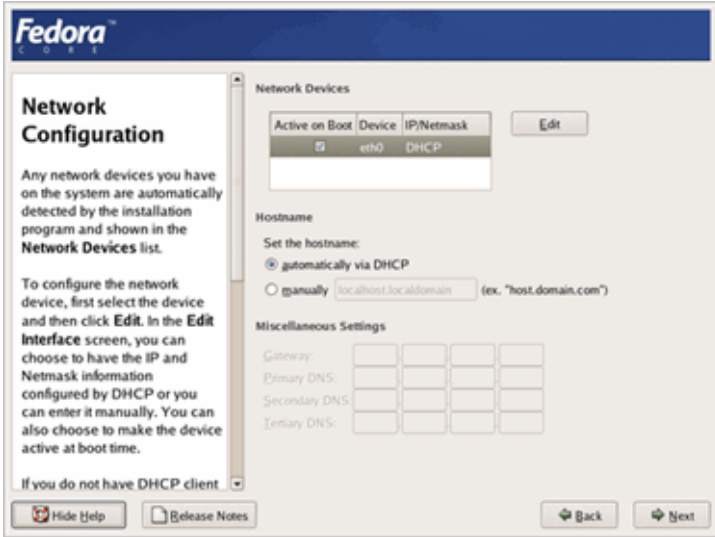 Fedora™
CORE
Network
Configuration
Any network devices you have
on the system are automatically
detected by the installation
program and shown in the
Network Devices list.
To configure the network
device, first select the device
and then click Edit. In the Edit
Interface screen, you can
choose to have the IP and
Netmask information
configured by DHCP or you
can enter it manually. You can
also choose to make the device
active at boot time.
If you do not have DHCP client
Network Devices
Active on Boot Device IP/Netmask
eth0 DHCP
Edit
Hostname
Set the hostname:
automatically via DHCP
manually localhost.localdomain (ex. "host.domain.com")
Miscellaneous Settings
Gateway:
Primary DNS:
Secondary DNS:
Tertiary DNS:
Hide Help
Release Notes
Back
Next